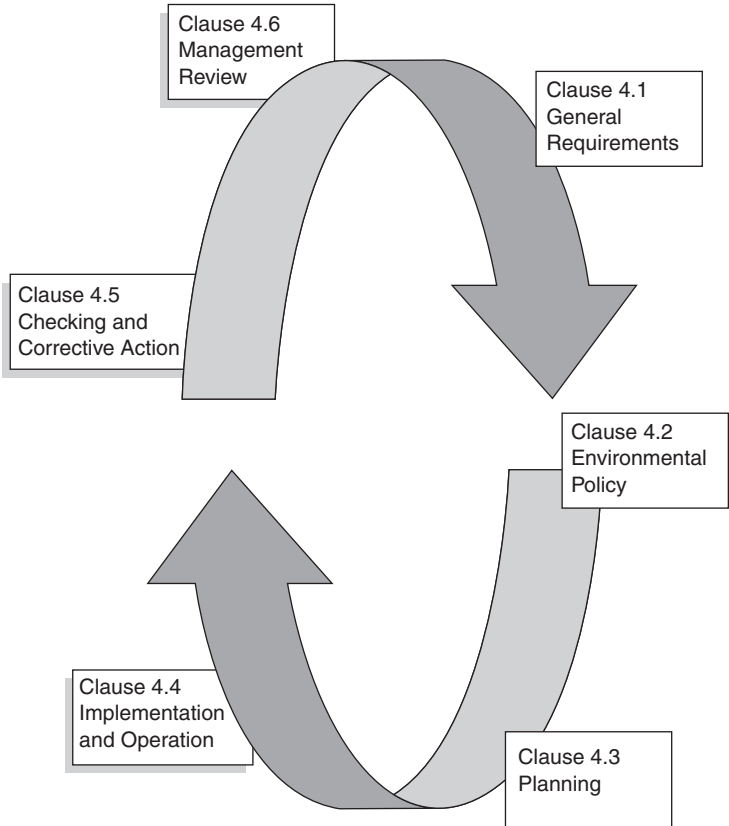 Clause 4.6
Management
Review
Clause 4.1
General
Requirements
Clause 4.5
Checking and
Corrective Action
Clause 4.2
Environmental
Policy
Clause 4.4
Implementation
and Operation
Clause 4.3
Planning